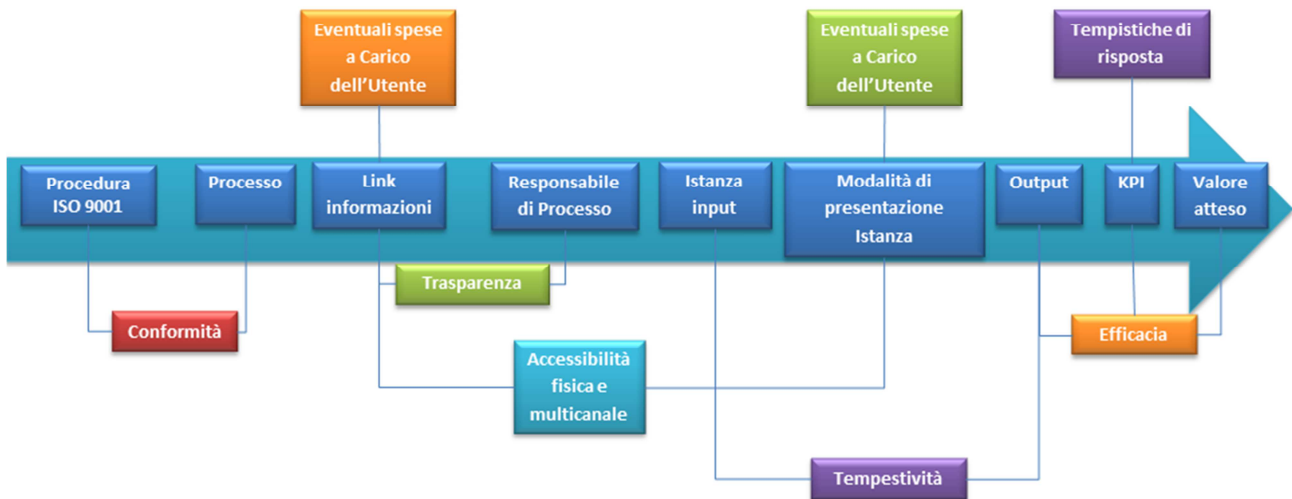 Eventuali spese
a Carico
dell’Utente
Eventuali spese
a Carico
dell’Utente
Tempistiche di
risposta
Procedura
ISO 9001
Processo
Link
informazioni
Responsabile
di Processo
Istanza
input
Modalità di
presentazione
Istanza
Output
KPI
Valore
atteso
Trasparenza
Conformità
Efficacia
Accessibilità
fisica e
multicanale
Tempestività